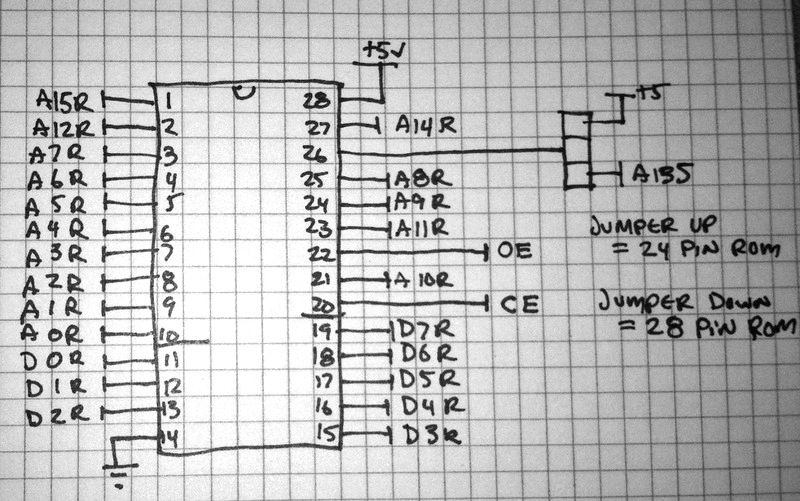 +5V
A15R 1 28
A12R 2 27 A14R
A7R 3 26
A6R 4 25 A8R
A5R 5 24 A9R
A4R 6 23 A11R
A3R 7 22 OE
A2R 8 21 A10R
A1R 9 20 CE
A0R 10 19 D7R
D0R 11 18 D6R
D1R 12 17 D5R
D2R 13 16 D4R
14 15 D3R
+5
A135
JUMPER UP
= 24 PIN ROM
JUMPER DOWN
= 28 PIN ROM